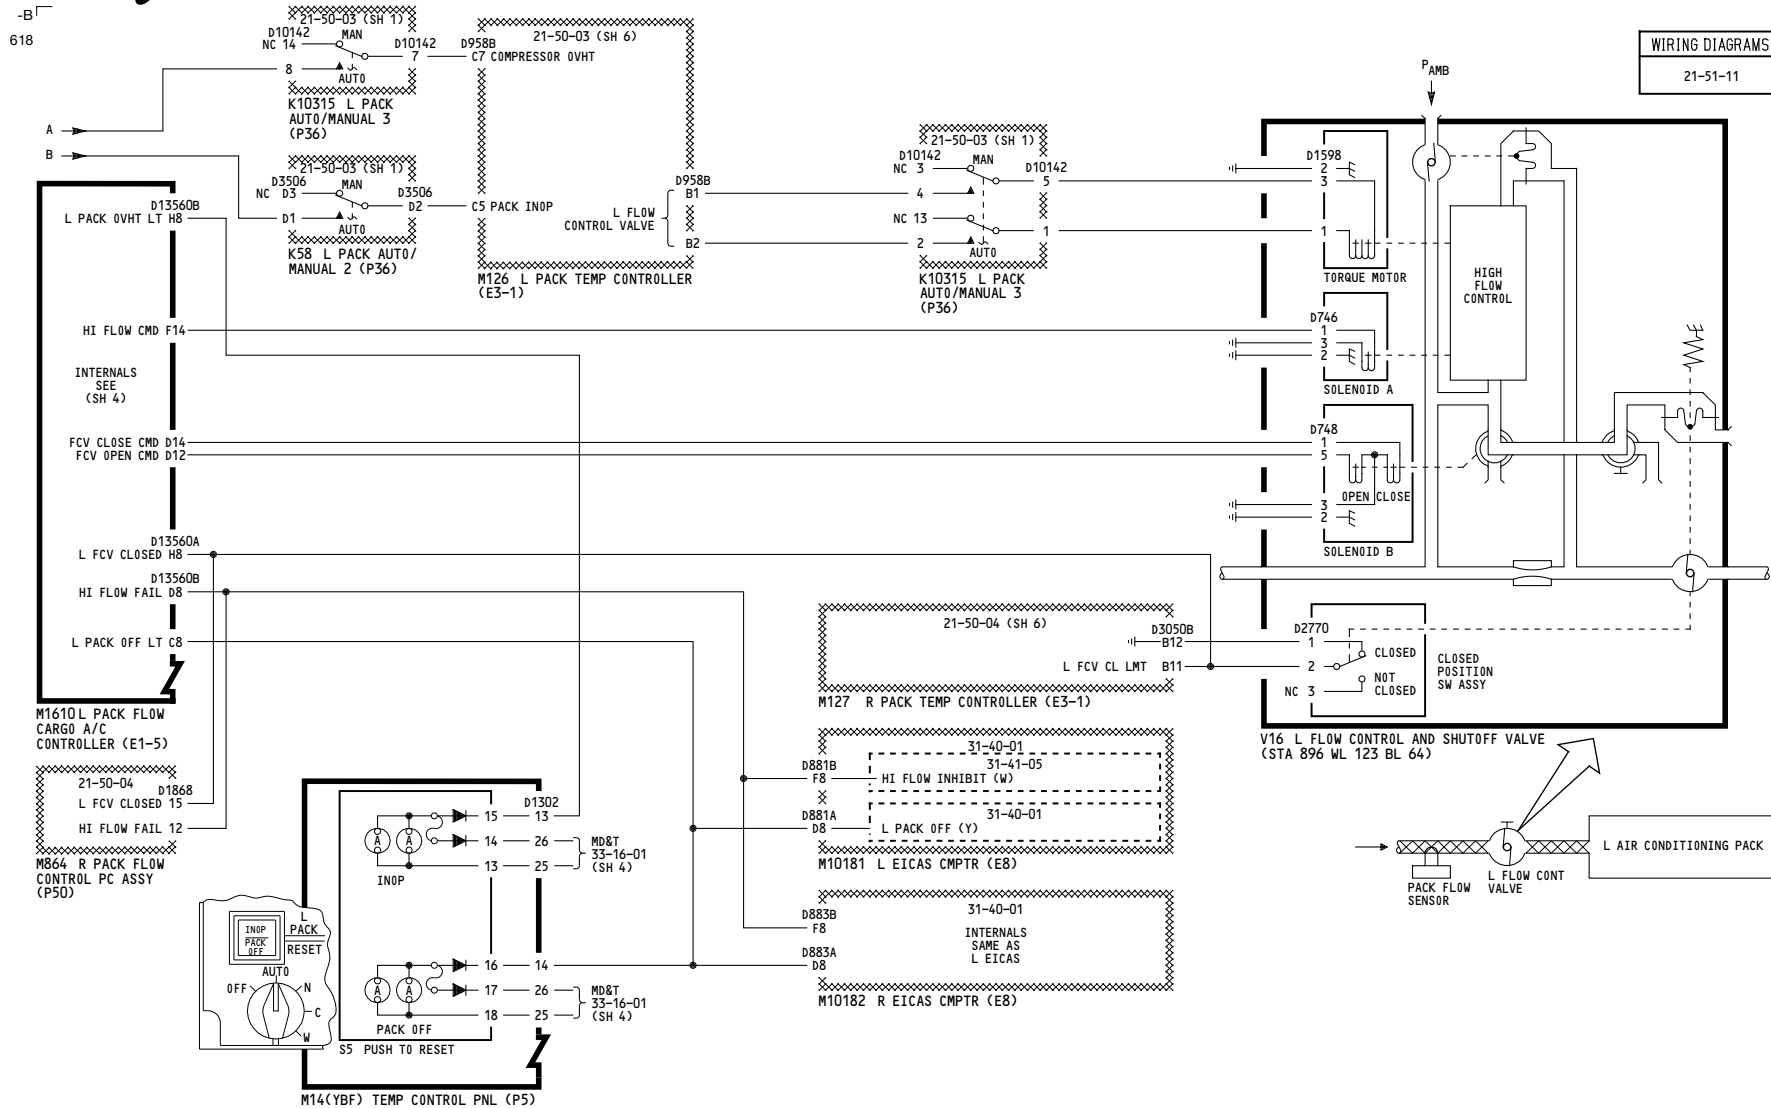 -B
618
21-50-03 (SH 1)
D10142
NC 14
MAN
D10142
7
8
AUTO
K10315 L PACK
AUTO/MANUAL 3
(P36)
D958B
21-50-03 (SH 6)
C7 COMPRESSOR OVHT
WIRING DIAGRAMS
21-51-11
PAMB
A
B
21-50-03 (SH 1)
D3506
NC D3
MAN
D3506
D2
D1
AUTO
K58 L PACK AUTO/
MANUAL 2 (P36)
C5 PACK INOP
D958B
B1
L FLOW
CONTROL VALVE
B2
M126 L PACK TEMP CONTROLLER
(E3-1)
21-50-03 (SH 1)
D10142
NC 3
MAN
D10142
5
4
NC 13
1
2
AUTO
K10315 L PACK
AUTO/MANUAL 3
(P36)
D1598
2
3
1
TORQUE MOTOR
HIGH
FLOW
CONTROL
D746
1
3
2
SOLENOID A
D748
1
5
OPEN CLOSE
3
2
SOLENOID B
D13560B
L PACK OVHT LT H8
HI FLOW CMD F14
INTERNALS
SEE
(SH 4)
FCV CLOSE CMD D14
FCV OPEN CMD D12
D13560A
L FCV CLOSED H8
D13560B
HI FLOW FAIL D8
L PACK OFF LT C8
M1610 L PACK FLOW
CARGO A/C
CONTROLLER (E1-5)
21-50-04
D1868
L FCV CLOSED 15
HI FLOW FAIL 12
M864 R PACK FLOW
CONTROL PC ASSY
(P50)
21-50-04 (SH 6)
D3050B
B12
L FCV CL LMT B11
M127 R PACK TEMP CONTROLLER (E3-1)
D2770
1
CLOSED
2
NOT
CLOSED
NC 3
CLOSED
POSITION
SW ASSY
V16 L FLOW CONTROL AND SHUTOFF VALVE
(STA 896 WL 123 BL 64)
31-40-01
31-41-05
D881B
F8
HI FLOW INHIBIT (W)
31-40-01
D881A
D8
L PACK OFF (Y)
M10181 L EICAS CMPTR (E8)
31-40-01
D883B
F8
INTERNALS
SAME AS
L EICAS
D883A
D8
M10182 R EICAS CMPTR (E8)
D1302
15 13
A A
14 26
MD&T
33-16-01
(SH 4)
13 25
INOP
16 14
A A
17 26
MD&T
33-16-01
(SH 4)
18 25
PACK OFF
S5 PUSH TO RESET
M14(YBF) TEMP CONTROL PNL (P5)
INOP
PACK
OFF
L
PACK
RESET
AUTO
OFF
N
C
W
L AIR CONDITIONING PACK
PACK FLOW
SENSOR
L FLOW CONT
VALVE